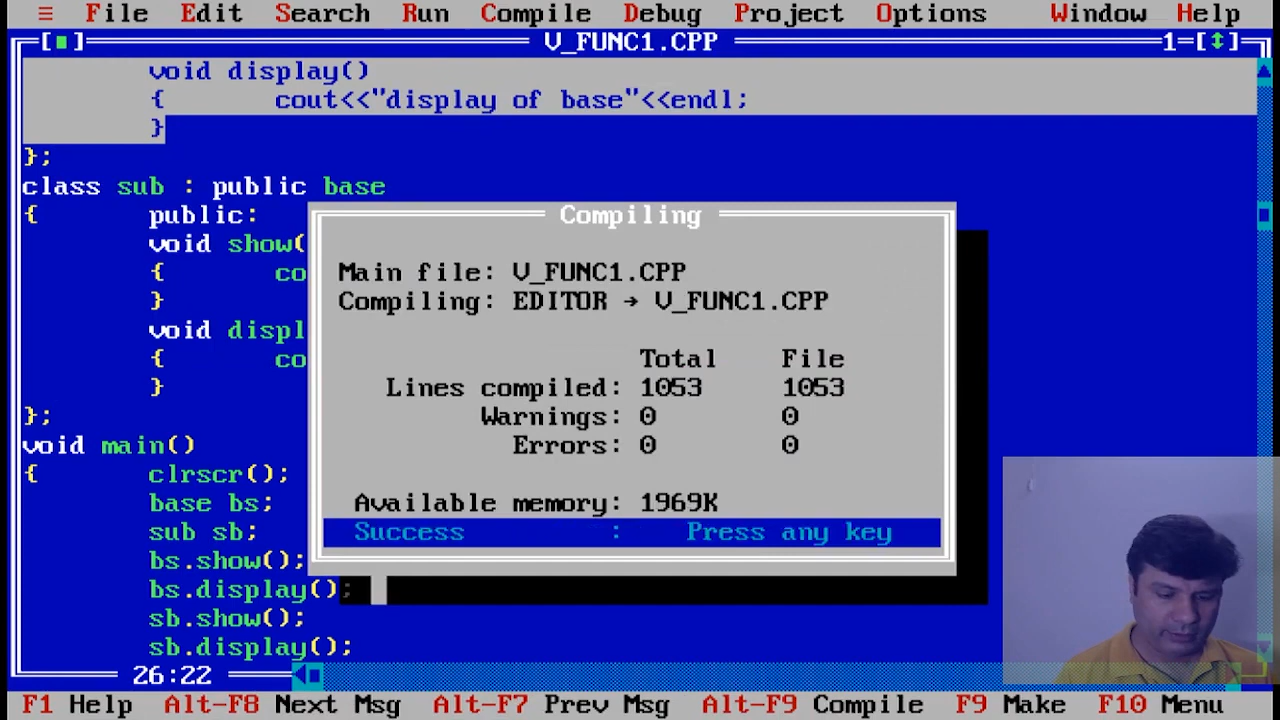 ≡ File Edit Search Run Compile Debug Project Options Window Help
[■] V_FUNC1.CPP 1=[↕]
void display()
{ cout<<"display of base"<<endl;
}
};
class sub : public base
{ public:
void show(
{ co
}
void displ
{ co
}
};
void main()
{ clrscr();
base bs;
sub sb;
bs.show();
bs.display();
sb.show();
sb.display();
26:22
Compiling
Main file: V_FUNC1.CPP
Compiling: EDITOR → V_FUNC1.CPP
Total File
Lines compiled: 1053 1053
Warnings: 0 0
Errors: 0 0
Available memory: 1969K
Success : Press any key
F1 Help Alt-F8 Next Msg Alt-F7 Prev Msg Alt-F9 Compile F9 Make F10 Menu